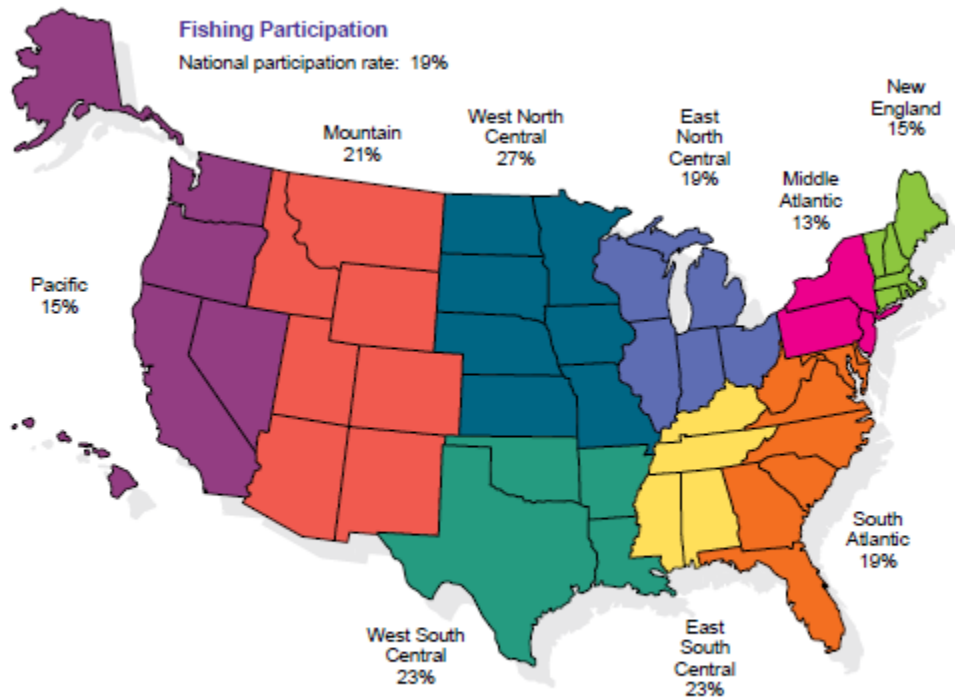 Fishing Participation
National participation rate: 19%
New
England
15%
West North
Central
27%
East
North
Central
19%
Mountain
21%
Middle
Atlantic
13%
Pacific
15%
South
Atlantic
19%
West South
Central
23%
East
South
Central
23%